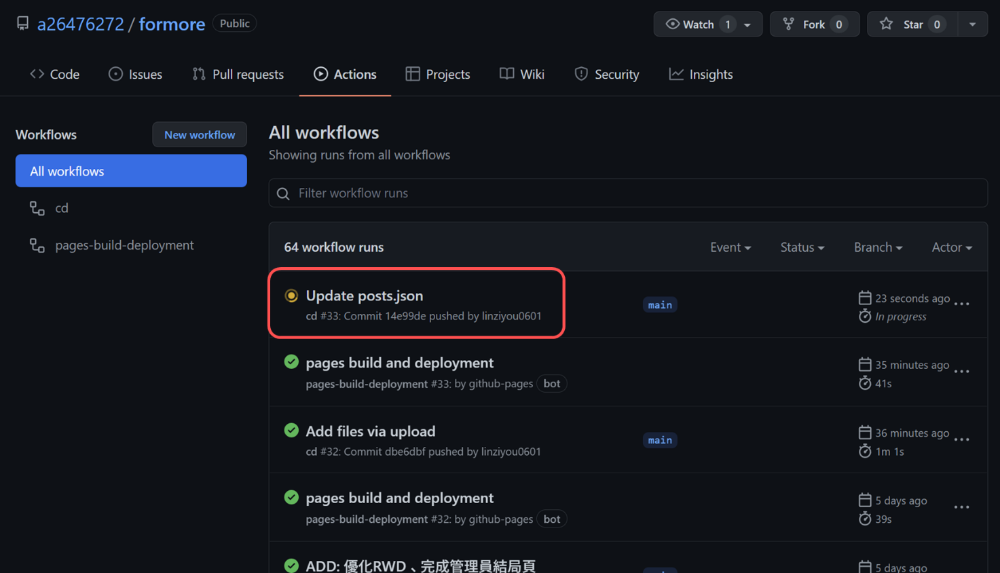 a26476272 / formore Public
Watch 1 Fork 0 Star 0
Code Issues Pull requests Actions Projects Wiki Security Insights
Workflows
New workflow
All workflows
cd
pages-build-deployment
All workflows
Showing runs from all workflows
Filter workflow runs
64 workflow runs Event Status Branch Actor
Update posts.json
cd #33: Commit 14e99de pushed by linziyou0601
main
23 seconds ago
In progress
pages build and deployment
pages-build-deployment #33: by github-pages bot
35 minutes ago
41s
Add files via upload
cd #32: Commit dbe6dbf pushed by linziyou0601
main
36 minutes ago
1m 1s
pages build and deployment
pages-build-deployment #32: by github-pages bot
5 days ago
39s
ADD: 優化RWD、完成管理員結局頁
5 days ago